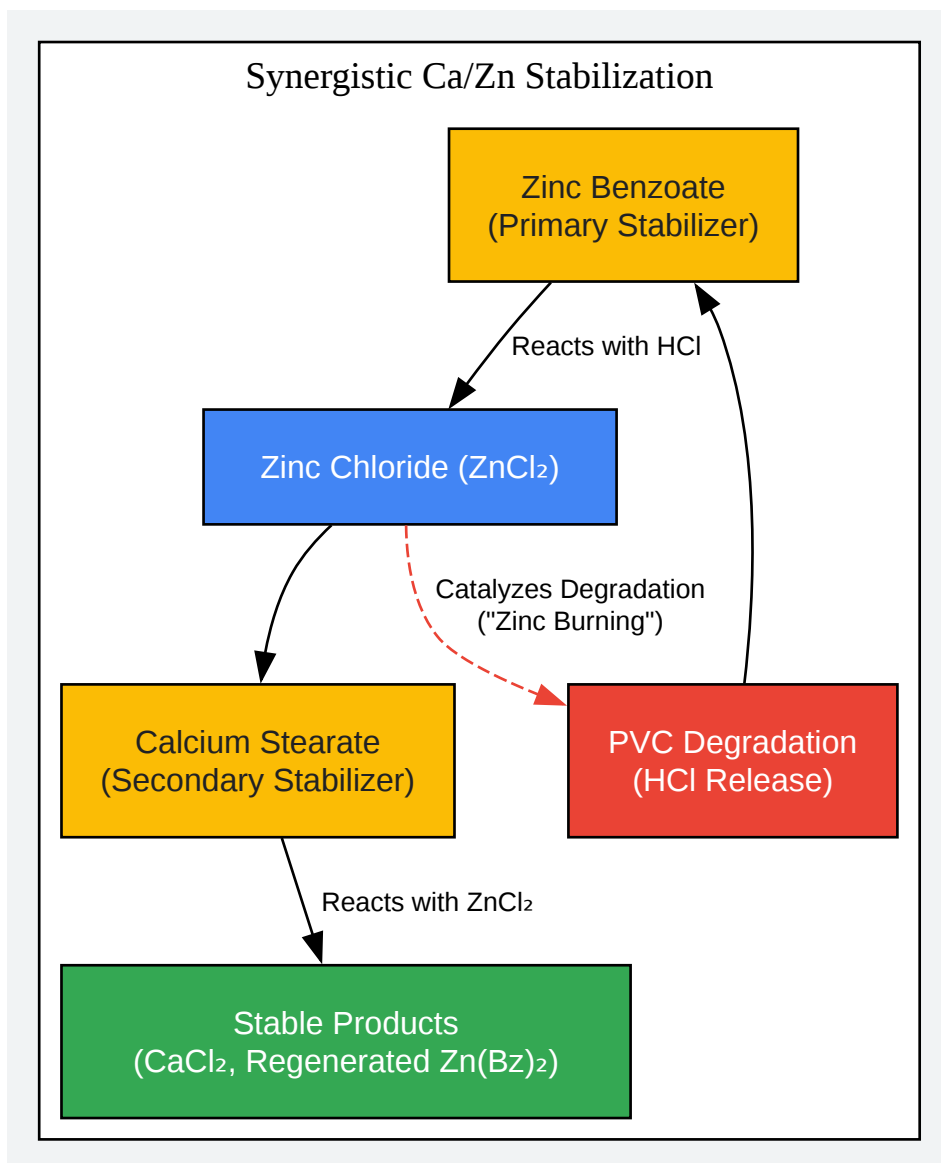 Synergistic Ca/Zn Stabilization
Zinc Benzoate
(Primary Stabilizer)
Reacts with HCl
Zinc Chloride (ZnCl₂)
Catalyzes Degradation
("Zinc Burning")
Calcium Stearate
(Secondary Stabilizer)
PVC Degradation
(HCl Release)
Reacts with ZnCl₂
Stable Products
(CaCl₂, Regenerated Zn(Bz)₂)